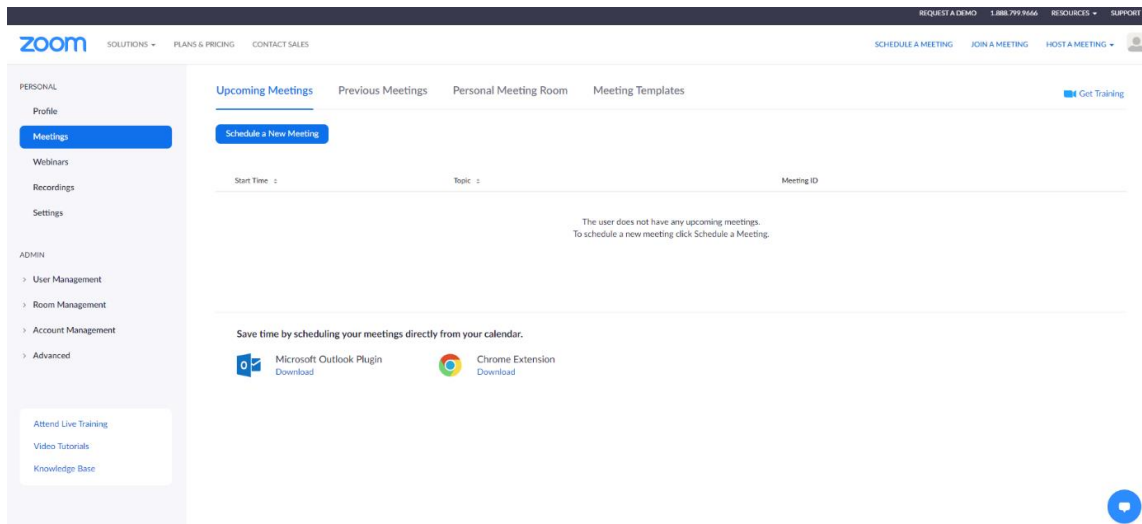 REQUEST A DEMO 1.888.799.9666 RESOURCES SUPPORT
zoom SOLUTIONS PLANS & PRICING CONTACT SALES SCHEDULE A MEETING JOIN A MEETING HOST A MEETING
PERSONAL
Profile
Meetings
Webinars
Recordings
Settings
ADMIN
> User Management
> Room Management
> Account Management
> Advanced
Attend Live Training
Video Tutorials
Knowledge Base
Upcoming Meetings Previous Meetings Personal Meeting Room Meeting Templates
Get Training
Schedule a New Meeting
Start Time Topic Meeting ID
The user does not have any upcoming meetings.
To schedule a new meeting click Schedule a Meeting.
Save time by scheduling your meetings directly from your calendar.
Microsoft Outlook Plugin
Download
Chrome Extension
Download